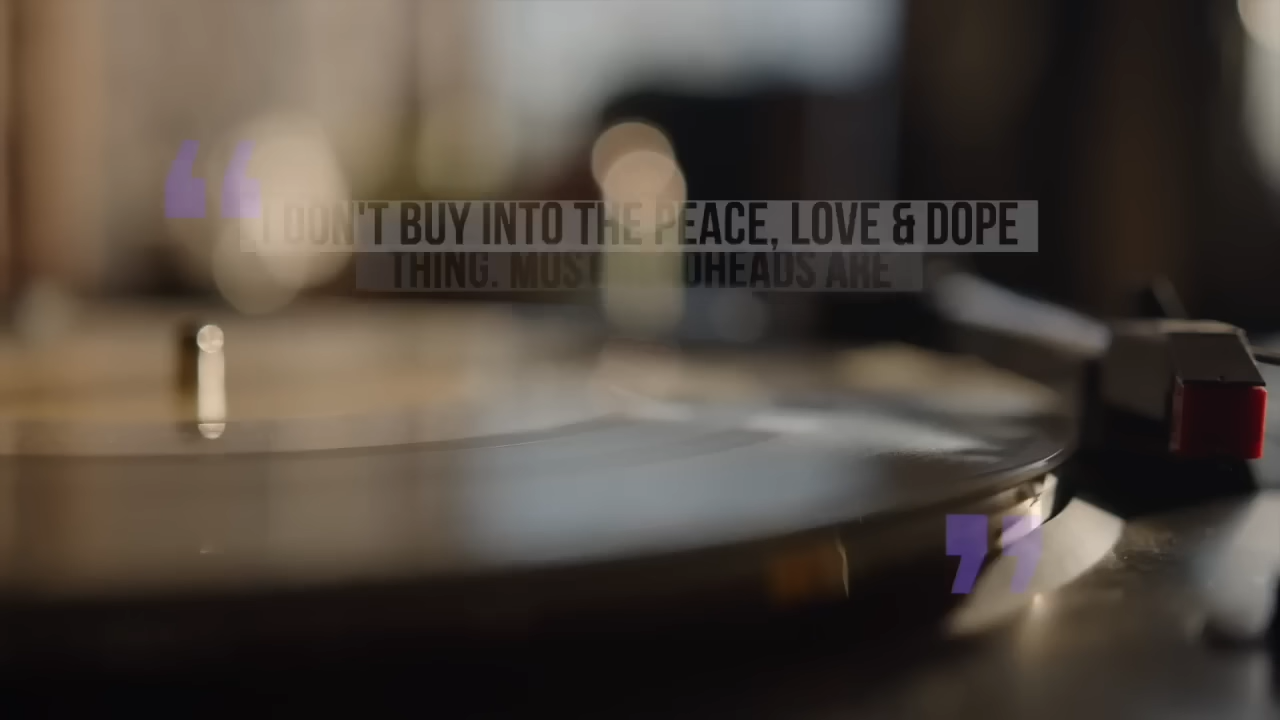 “I DON'T BUY INTO THE PEACE, LOVE & DOPE
THING. ARE ”